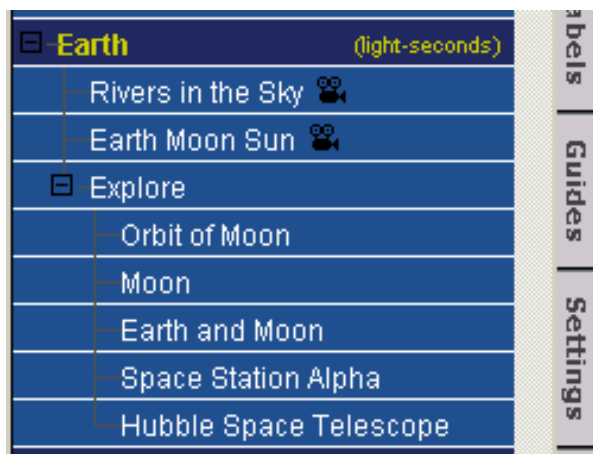 Earth (light-seconds)
Rivers in the Sky
Earth Moon Sun
Explore
Orbit of Moon
Moon
Earth and Moon
Space Station Alpha
Hubble Space Telescope
Guides
Settings